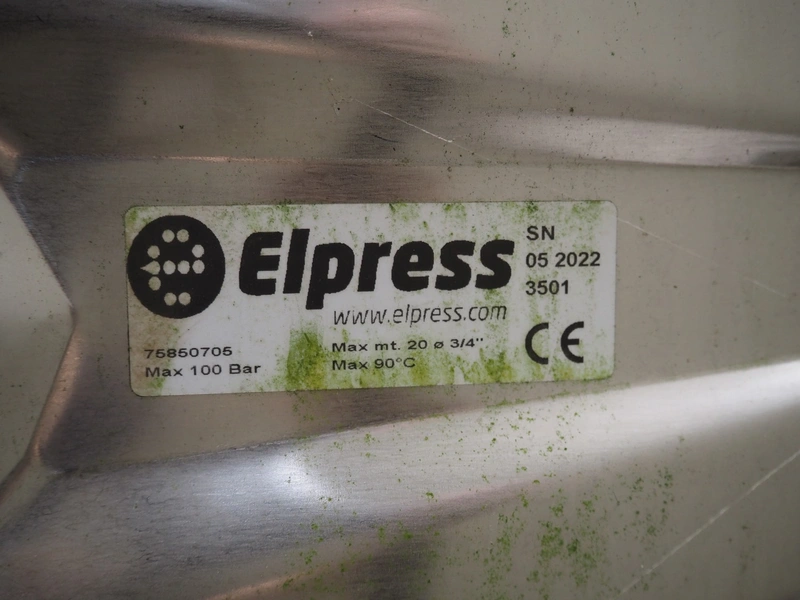 Elpress
www.elpress.com
SN
05 2022
3501
75850705
Max 100 Bar
Max mt. 20 ø 3/4"
Max 90°C
CE